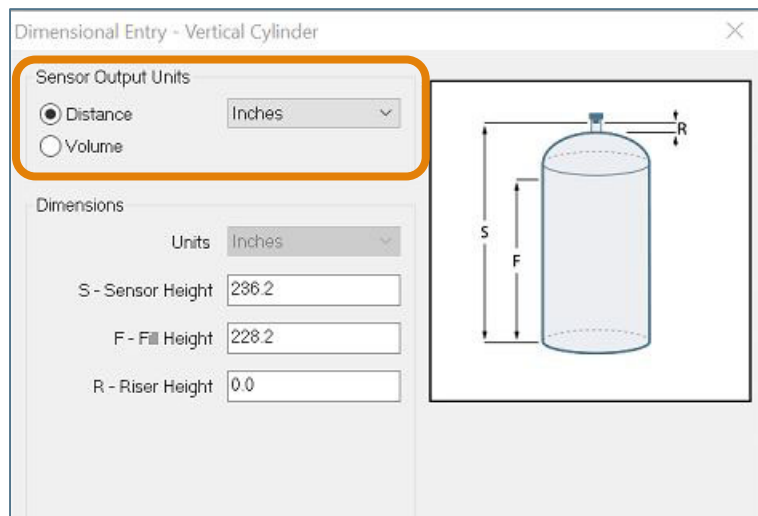 Dimensional Entry - Vertical Cylinder
Sensor Output Units
Distance
Inches
Volume
Dimensions
Units Inches
S - Sensor Height 236.2
F - Fill Height 228.2
R - Riser Height 0.0
R
S
F